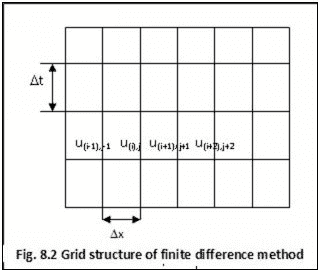 Δt
u(i-1),j-1 u(i),j u(i+1),j+1 u(i+2),j+2
Δx
Fig. 8.2 Grid structure of finite difference method